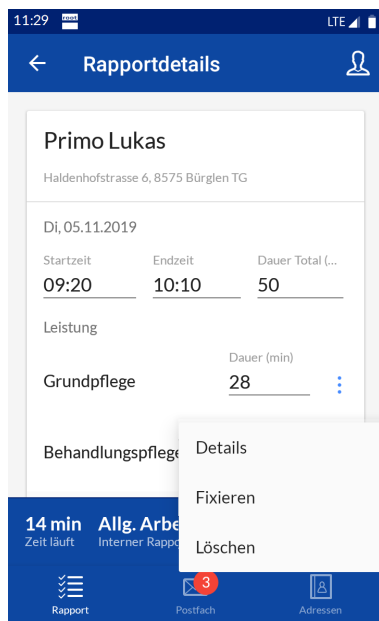 11:29 root LTE
Rapportdetails
Primo Lukas
Haldenhofstrasse 6, 8575 Bürglen TG
Di, 05.11.2019
Startzeit Endzeit Dauer Total (...
09:20 10:10 50
Leistung
Dauer (min)
Grundpflege 28
Behandlungspflege
Details
Fixieren
Löschen
14 min Allg. Arbe
Zeit läuft Interner Rappo
3
Rapport Postfach Adressen